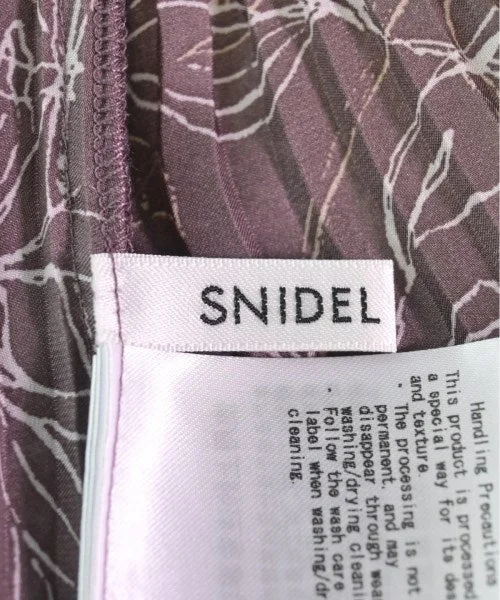 SNIDEL
Handling Precautions
This product is processed
a special way for its des
and texture.
· The processing is not
permanent, and may
disappear through wea
washing/drying cleanin
· Follow the wash care
label when washing/dr
cleaning.